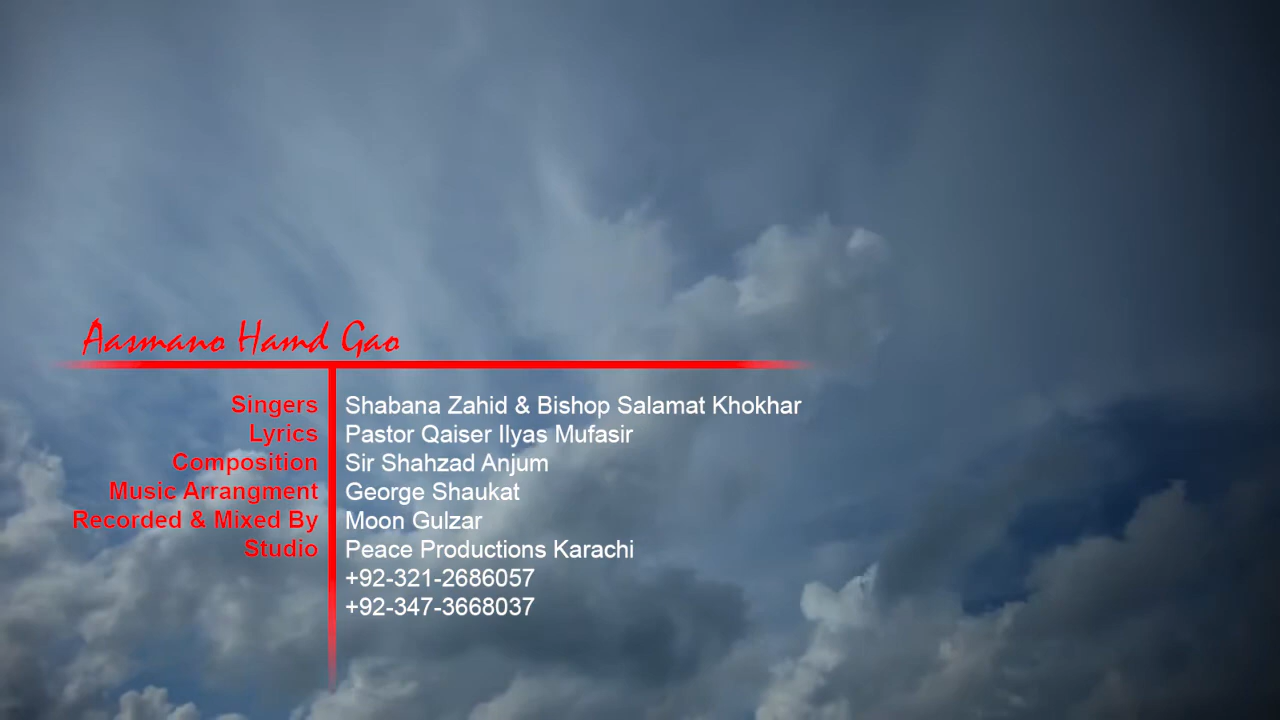 Aasmano Hamd Gao
Singers Shabana Zahid & Bishop Salamat Khokhar
Lyrics Pastor Qaiser Ilyas Mufasir
Composition Sir Shahzad Anjum
Music Arrangment George Shaukat
Recorded & Mixed By Moon Gulzar
Studio Peace Productions Karachi
+92-321-2686057
+92-347-3668037